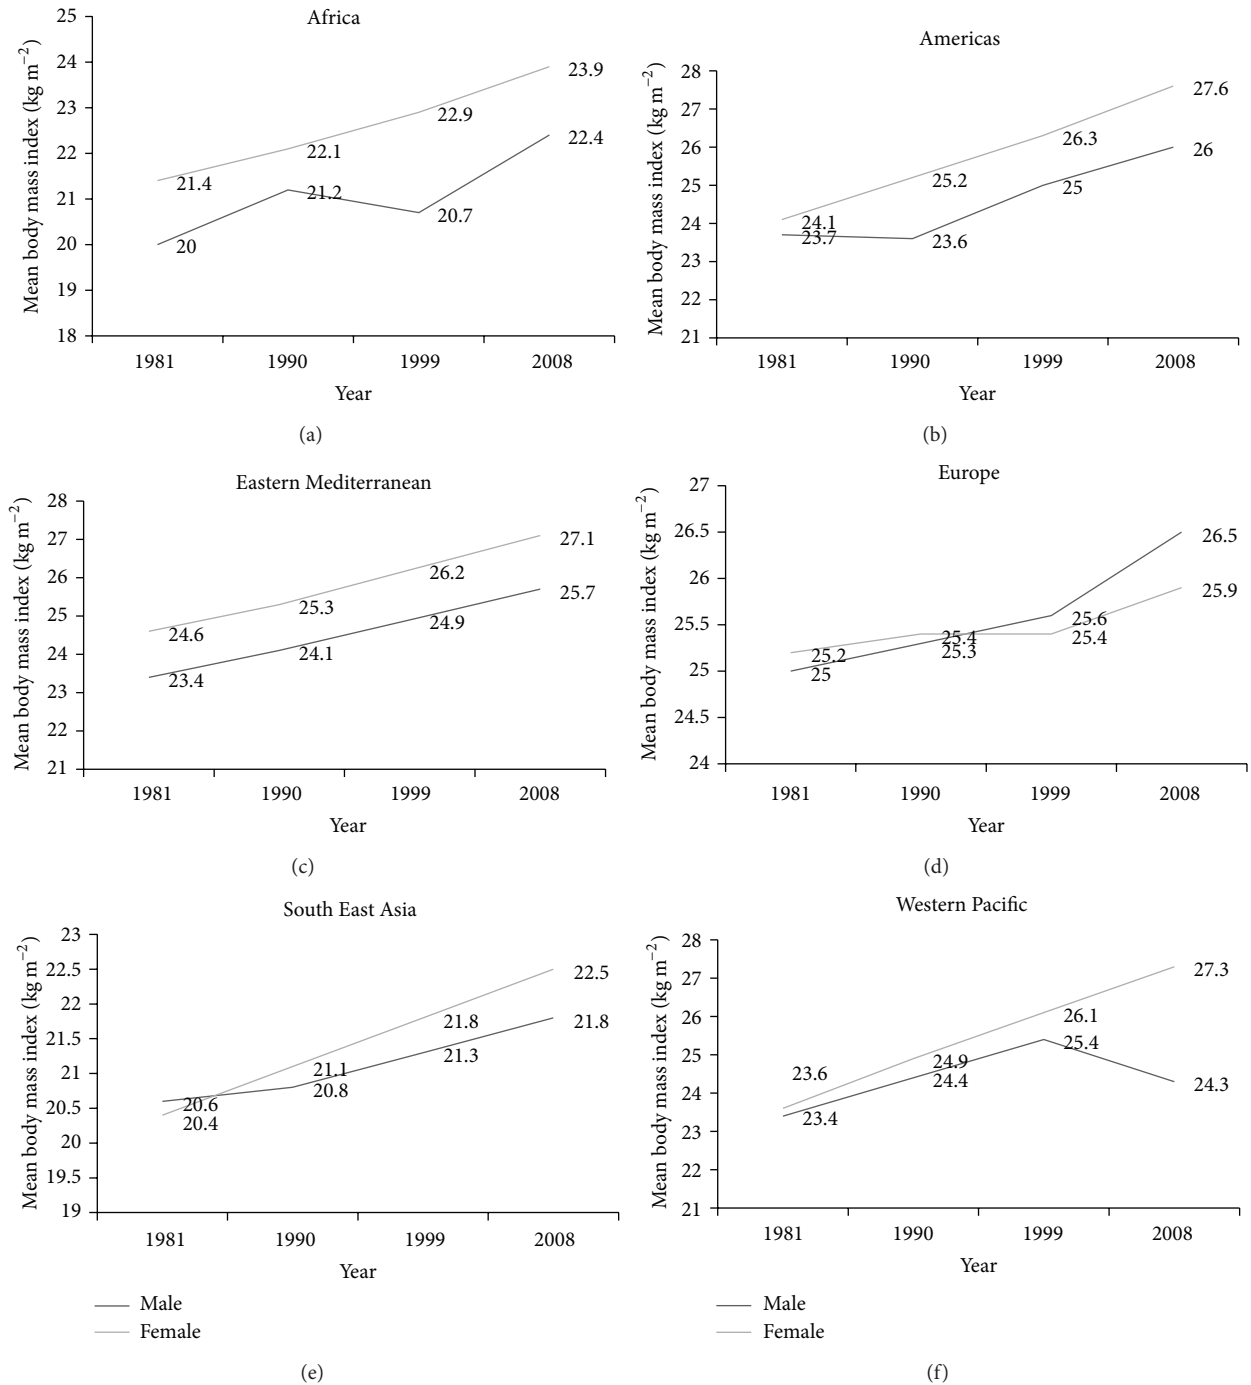 Africa
Mean body mass index (kg m−2)
25
24
23
22
21
20
19
18
23.9
22.9
22.4
22.1
21.4
21.2
20.7
20
1981 1990 1999 2008
Year
(a)
Americas
Mean body mass index (kg m−2)
28
27
26
25
24
23
22
21
27.6
26.3
26
25.2
25
24.1
23.7
23.6
1981 1990 1999 2008
Year
(b)
Eastern Mediterranean
Mean body mass index (kg m−2)
28
27
26
25
24
23
22
21
27.1
26.2
25.7
25.3
24.9
24.6
24.1
23.4
1981 1990 1999 2008
Year
(c)
Europe
Mean body mass index (kg m−2)
27
26.5
26
25.5
25
24.5
24
26.5
25.9
25.6
25.4
25.4
25.3
25.2
25
1981 1990 1999 2008
Year
(d)
South East Asia
Mean body mass index (kg m−2)
23
22.5
22
21.5
21
20.5
20
19.5
19
22.5
21.8
21.8
21.3
21.1
20.8
20.6
20.4
1981 1990 1999 2008
Year
Male
Female
(e)
Western Pacific
Mean body mass index (kg m−2)
28
27
26
25
24
23
22
21
27.3
26.1
25.4
24.9
24.4
24.3
23.6
23.4
1981 1990 1999 2008
Year
Male
Female
(f)